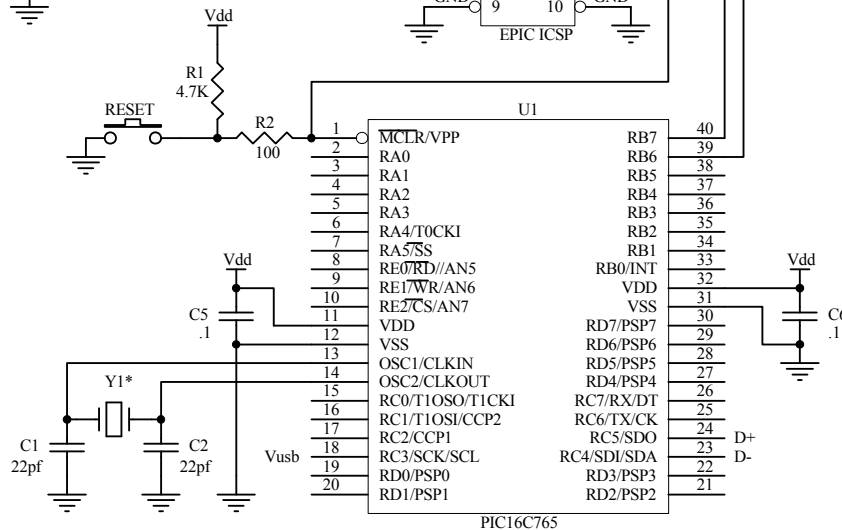 GND 9 10 GND
EPIC ICSP
Vdd
R1
4.7K
RESET
R2
100
U1
1 MCLR/VPP RB7 40
2 RA0 RB6 39
3 RA1 RB5 38
4 RA2 RB4 37
5 RA3 RB3 36
6 RA4/T0CKI RB2 35
7 RA5/SS RB1 34
8 RE0/RD//AN5 RB0/INT 33
9 RE1/WR/AN6 VDD 32
10 RE2/CS/AN7 VSS 31
11 VDD RD7/PSP7 30
12 VSS RD6/PSP6 29
13 OSC1/CLKIN RD5/PSP5 28
14 OSC2/CLKOUT RD4/PSP4 27
15 RC0/T1OSO/T1CKI RC7/RX/DT 26
16 RC1/T1OSI/CCP2 RC6/TX/CK 25
17 RC2/CCP1 RC5/SDO 24 D+
Vusb 18 RC3/SCK/SCL RC4/SDI/SDA 23 D-
19 RD0/PSP0 RD3/PSP3 22
20 RD1/PSP1 RD2/PSP2 21
PIC16C765
Vdd
C5
.1
Y1*
C1
22pf
C2
22pf
Vdd
C6
.1